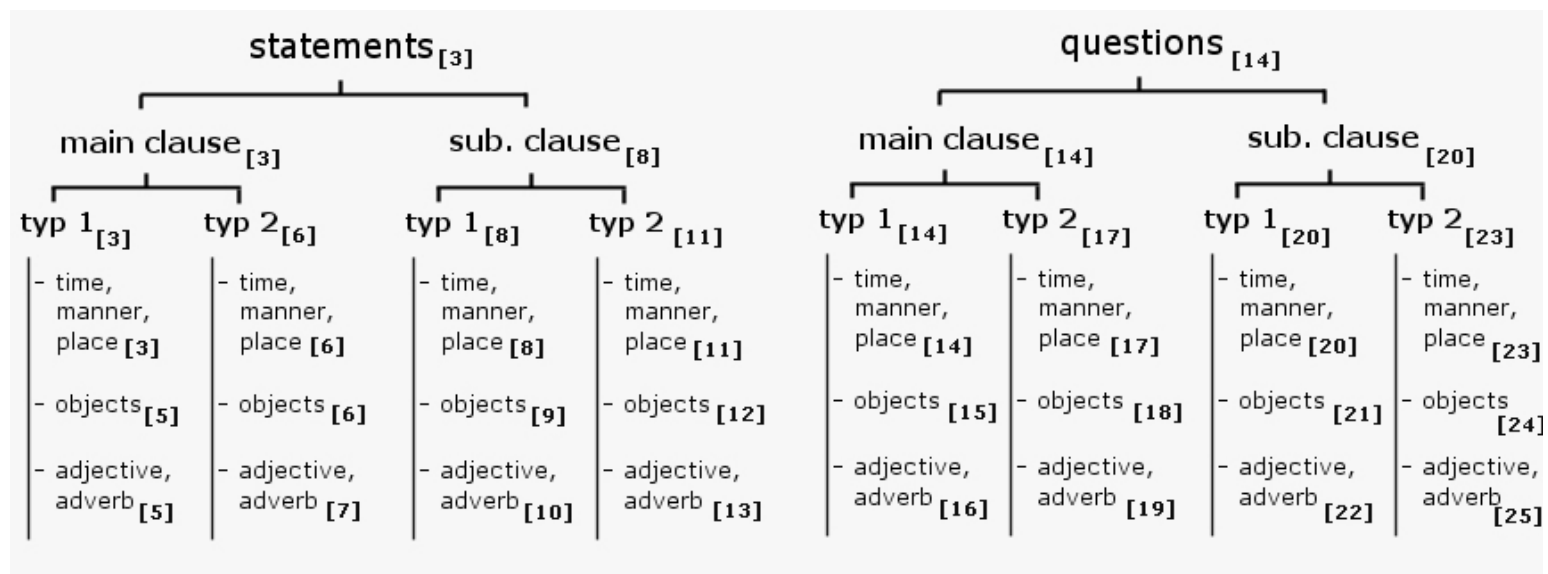 statements[3]
main clause[3]
sub. clause[8]
typ 1[3]
typ 2[6]
typ 1[8]
typ 2[11]
- time,
manner,
place[3]
- objects[5]
- adjective,
adverb[5]
- time,
manner,
place[6]
- objects[6]
- adjective,
adverb[7]
- time,
manner,
place[8]
- objects[9]
- adjective,
adverb[10]
- time,
manner,
place[11]
- objects[12]
- adjective,
adverb[13]
questions[14]
main clause[14]
sub. clause[20]
typ 1[14]
typ 2[17]
typ 1[20]
typ 2[23]
- time,
manner,
place[14]
- objects[15]
- adjective,
adverb[16]
- time,
manner,
place[17]
- objects[18]
- adjective,
adverb[19]
- time,
manner,
place[20]
- objects[21]
- adjective,
adverb[22]
- time,
manner,
place[23]
- objects[24]
- adjective,
adverb[25]